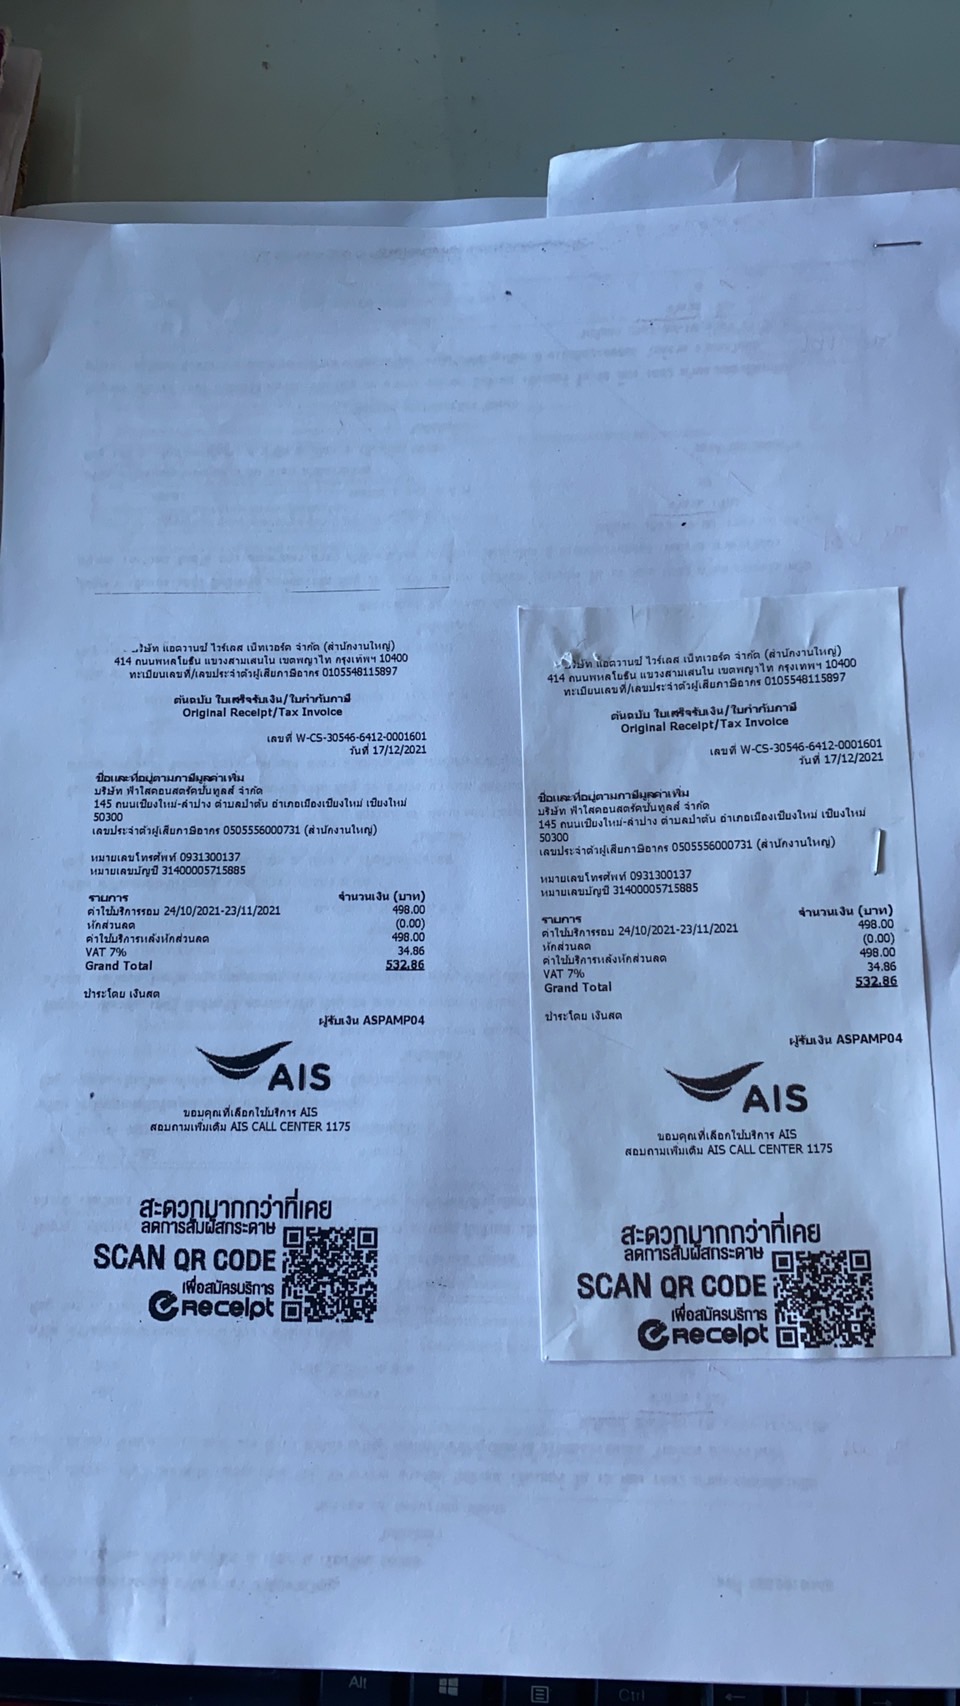 บริษัท แอดวานซ์ ไวร์เลส เน็ทเวอร์ค จำกัด (สำนักงานใหญ่)
414 ถนนพหลโยธิน แขวงสามเสนใน เขตพญาไท กรุงเทพฯ 10400
ทะเบียนเลขที่/เลขประจำตัวผู้เสียภาษีอากร 0105548115897
ต้นฉบับ ใบเสร็จรับเงิน/ใบกำกับภาษี
Original Receipt/Tax Invoice
เลขที่ W-CS-30546-6412-0001601
วันที่ 17/12/2021
ชื่อและที่อยู่ตามภาษีมูลค่าเพิ่ม
บริษัท ฟ้าใสคอนสตรัคชั่นทูลส์ จำกัด
145 ถนนเชียงใหม่-ลำปาง ตำบลป่าตัน อำเภอเมืองเชียงใหม่ เชียงใหม่
50300
เลขประจำตัวผู้เสียภาษีอากร 0505556000731 (สำนักงานใหญ่)
หมายเลขโทรศัพท์ 0931300137
หมายเลขบัญชี 31400005715885
รายการ จำนวนเงิน (บาท)
ค่าใช้บริการรอบ 24/10/2021-23/11/2021 498.00
หักส่วนลด (0.00)
ค่าใช้บริการหลังหักส่วนลด 498.00
VAT 7% 34.86
Grand Total 532.86
ชำระโดย เงินสด
ผู้รับเงิน ASPAMP04
AIS
ขอบคุณที่เลือกใช้บริการ AIS
สอบถามเพิ่มเติม AIS CALL CENTER 1175
สะดวกมากกว่าที่เคย
ลดการสัมผัสกระดาษ
SCAN QR CODE
เพื่อสมัครบริการ
eReceipt
บริษัท แอดวานซ์ ไวร์เลส เน็ทเวอร์ค จำกัด (สำนักงานใหญ่)
414 ถนนพหลโยธิน แขวงสามเสนใน เขตพญาไท กรุงเทพฯ 10400
ทะเบียนเลขที่/เลขประจำตัวผู้เสียภาษีอากร 0105548115897
ต้นฉบับ ใบเสร็จรับเงิน/ใบกำกับภาษี
Original Receipt/Tax Invoice
เลขที่ W-CS-30546-6412-0001601
วันที่ 17/12/2021
ชื่อและที่อยู่ตามภาษีมูลค่าเพิ่ม
บริษัท ฟ้าใสคอนสตรัคชั่นทูลส์ จำกัด
145 ถนนเชียงใหม่-ลำปาง ตำบลป่าตัน อำเภอเมืองเชียงใหม่ เชียงใหม่
50300
เลขประจำตัวผู้เสียภาษีอากร 0505556000731 (สำนักงานใหญ่)
หมายเลขโทรศัพท์ 0931300137
หมายเลขบัญชี 31400005715885
รายการ จำนวนเงิน (บาท)
ค่าใช้บริการรอบ 24/10/2021-23/11/2021 498.00
หักส่วนลด (0.00)
ค่าใช้บริการหลังหักส่วนลด 498.00
VAT 7% 34.86
Grand Total 532.86
ชำระโดย เงินสด
ผู้รับเงิน ASPAMP04
AIS
ขอบคุณที่เลือกใช้บริการ AIS
สอบถามเพิ่มเติม AIS CALL CENTER 1175
สะดวกมากกว่าที่เคย
ลดการสัมผัสกระดาษ
SCAN QR CODE
เพื่อสมัครบริการ
eReceipt
Alt
Ctrl